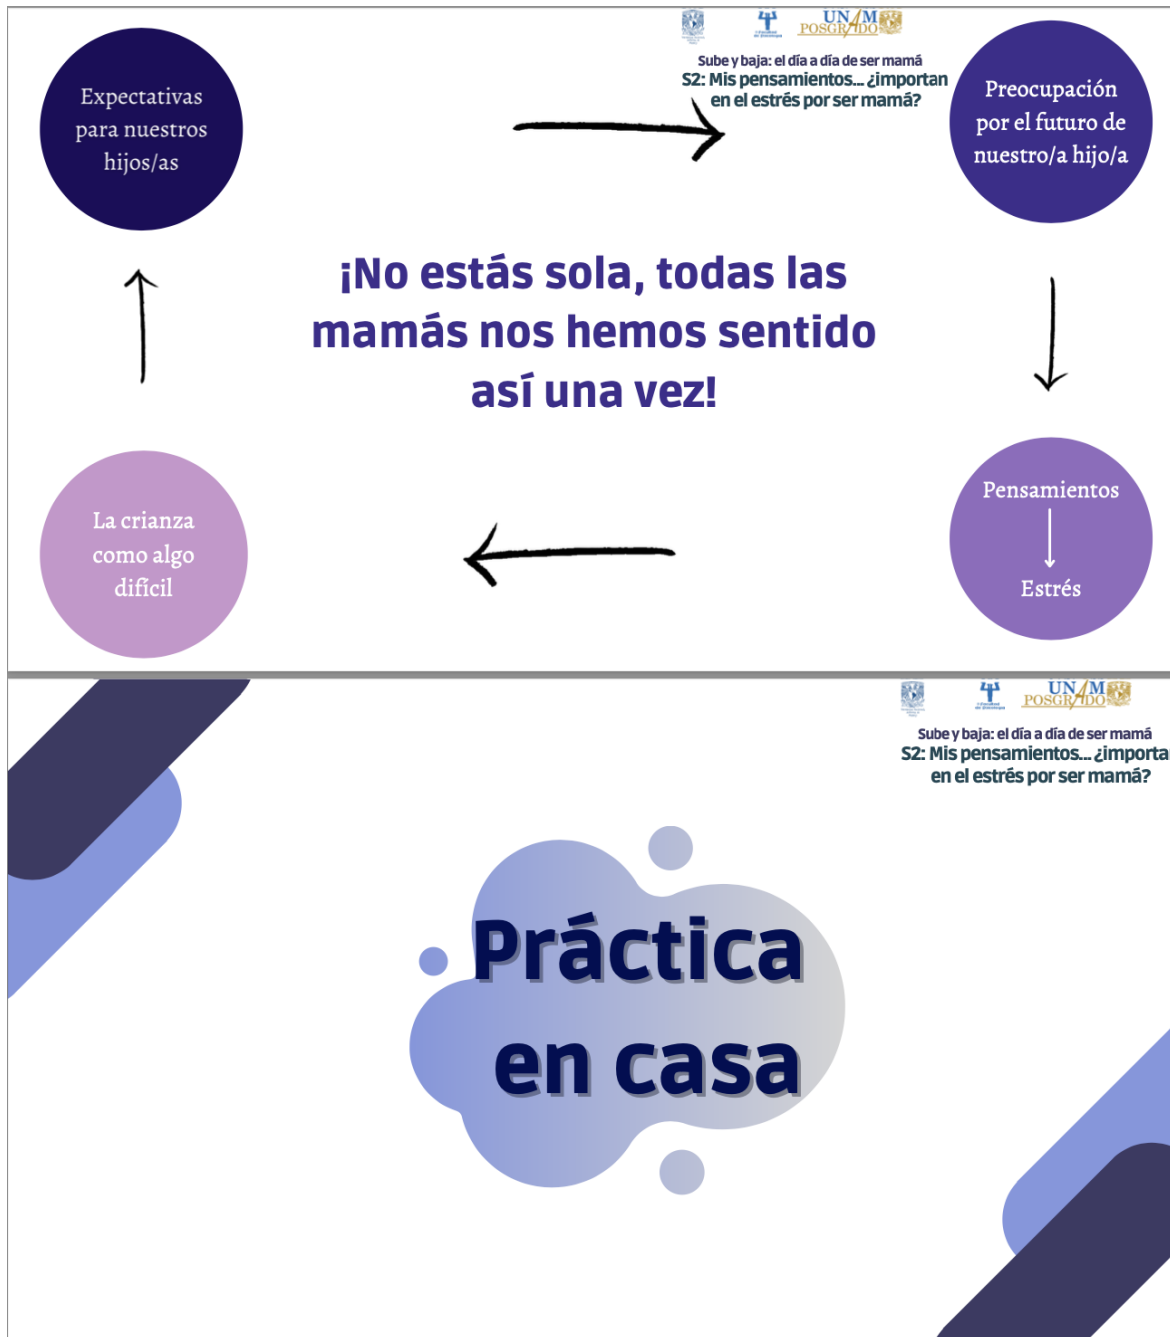 UNAM
POSGRADO
Sube y baja: el día a día de ser mamá
S2: Mis pensamientos... ¿importan
en el estrés por ser mamá?
Expectativas
para nuestros
hijos/as
Preocupación
por el futuro de
nuestro/a hijo/a
¡No estás sola, todas las
mamás nos hemos sentido
así una vez!
La crianza
como algo
difícil
Pensamientos
Estrés
UNAM
POSGRADO
Sube y baja: el día a día de ser mamá
S2: Mis pensamientos... ¿importan
en el estrés por ser mamá?
Práctica
en casa